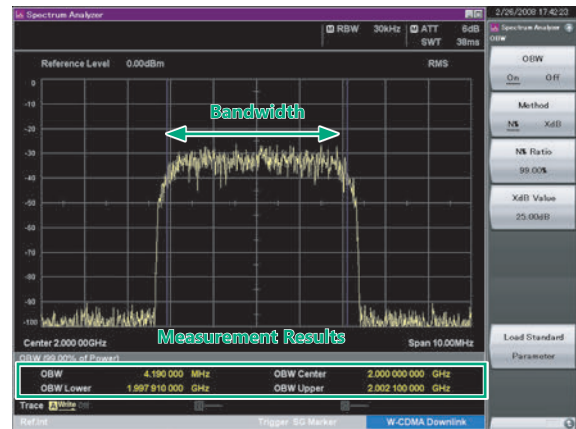 Spectrum Analyzer
2/26/2008 17:42:23
RBW 30kHz ATT 6dB
SWT 38ms
Spectrum Analyzer
OBW
Reference Level 0.00dBm RMS
OBW
On Off
0
-10
Method
N% XdB
Bandwidth
-20
-30
N% Ratio
99.00%
-40
XdB Value
25.00dB
-50
-60
-70
-80
-90
-100
Measurement Results
Center 2.000 00GHz Span 10.00MHz
Load Standard
Parameter
OBW (99.00% of Power)
OBW 4.190 000 MHz OBW Center 2.000 000 000 GHz
OBW Lower 1.997 910 000 GHz OBW Upper 2.002 100 000 GHz
Trace A Write Off
Ref.Int Trigger SG Marker W-CDMA Downlink